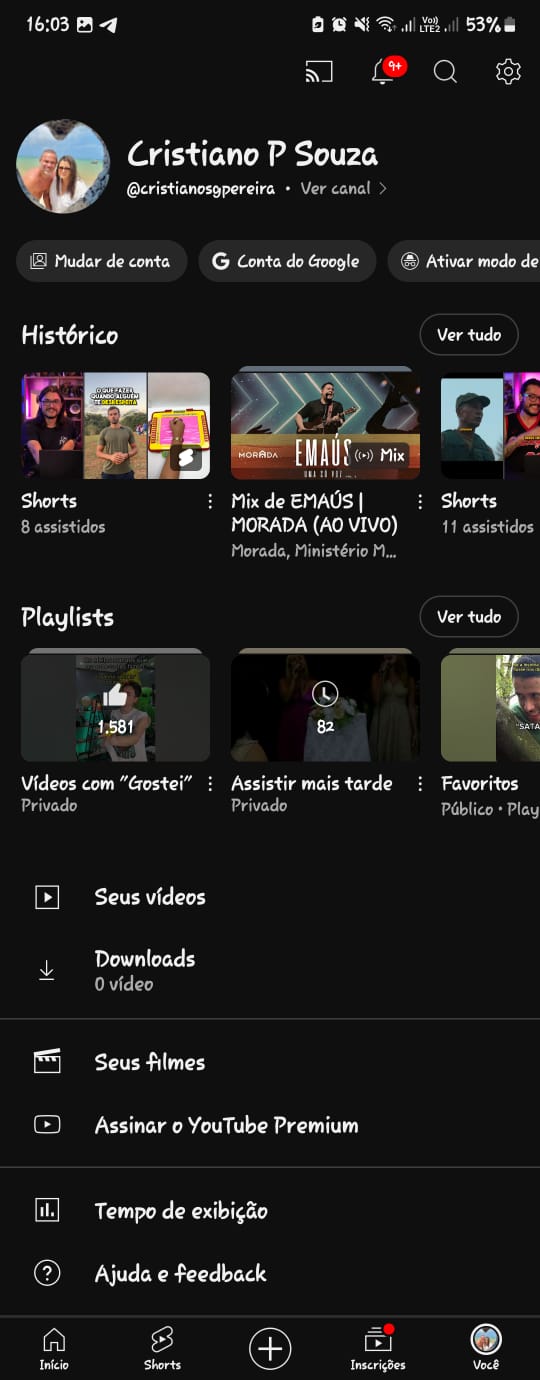 16:03
Vo)) LTE2
53%
9+
Cristiano P Souza
@cristianosgpereira • Ver canal >
Mudar de conta
G Conta do Google
Ativar modo de
Histórico
Ver tudo
O QUE FAZER
QUANDO ALGUÉM
TE DESRESPEITA
MORADA
EMAÚS
UMA SÓ VOZ
Mix
Shorts
8 assistidos
Mix de EMAÚS |
MORADA (AO VIVO)
Morada, Ministério M...
Shorts
11 assistidos
Playlists
Ver tudo
1.581
82
"SATA
Vídeos com "Gostei"
Privado
Assistir mais tarde
Privado
Favoritos
Público • Play
Seus vídeos
Downloads
0 vídeo
Seus filmes
Assinar o YouTube Premium
Tempo de exibição
Ajuda e feedback
Início
Shorts
Inscrições
Você